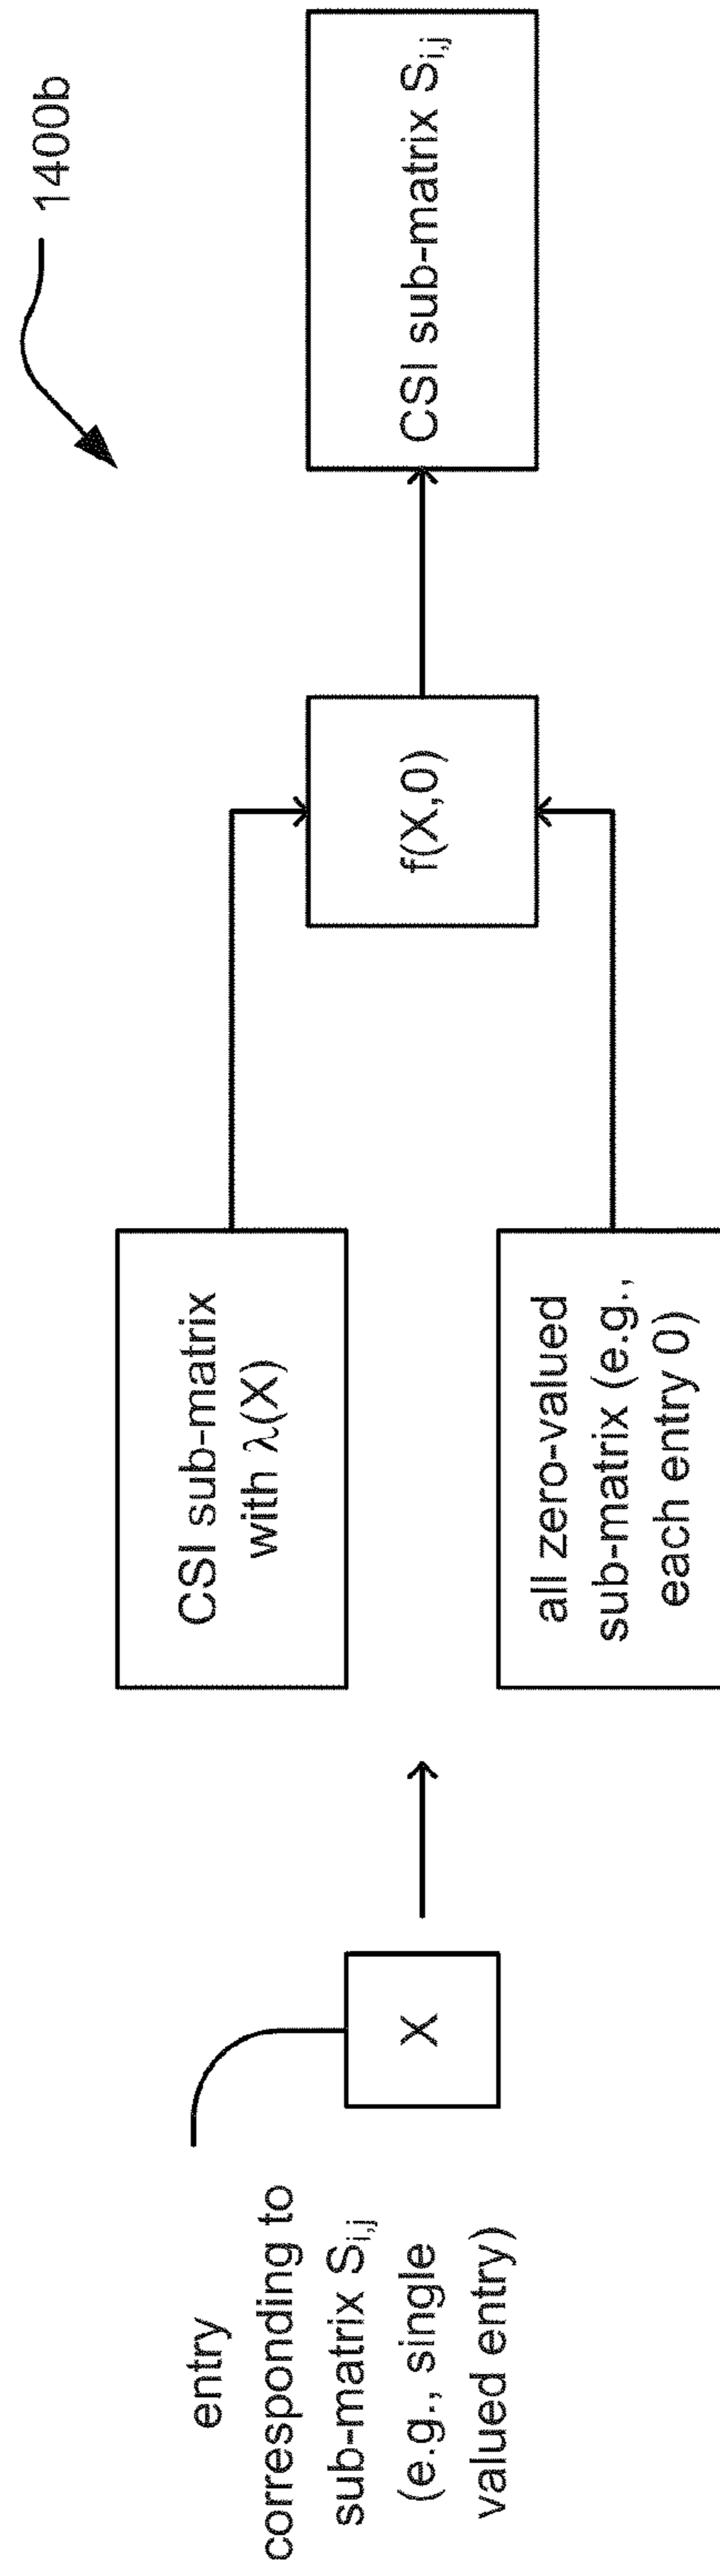 1400b
entry
corresponding to
sub-matrix Si,j
(e.g., single
valued entry)
X
CSI sub-matrix
with λ(X)
all zero-valued
sub-matrix (e.g.,
each entry 0)
f(X,0)
CSI sub-matrix Si,j